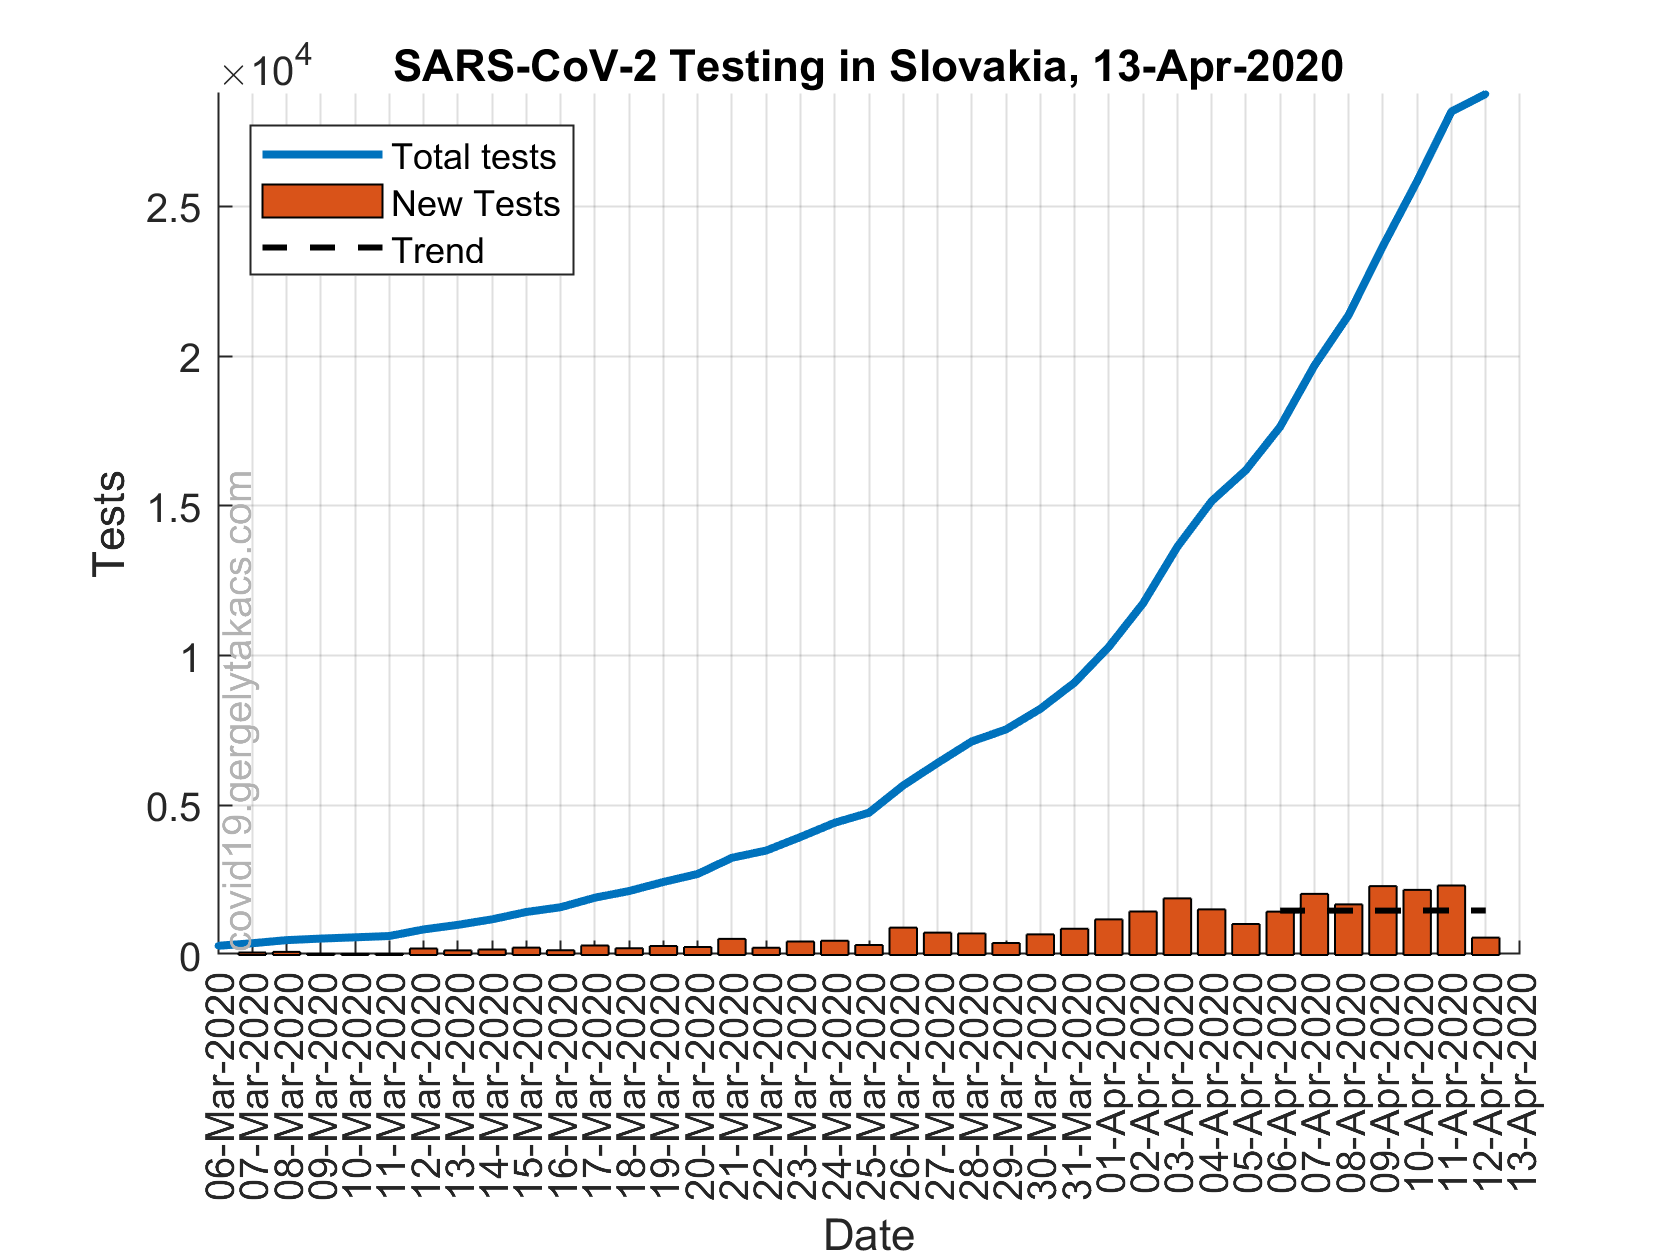 SARS-CoV-2 Testing in Slovakia, 13-Apr-2020
×10⁴
Total tests
New Tests
Trend
2.5
2
1.5
1
0.5
0
Tests
covid19.gergelytakacs.com
06-Mar-2020
07-Mar-2020
08-Mar-2020
09-Mar-2020
10-Mar-2020
11-Mar-2020
12-Mar-2020
13-Mar-2020
14-Mar-2020
15-Mar-2020
16-Mar-2020
17-Mar-2020
18-Mar-2020
19-Mar-2020
20-Mar-2020
21-Mar-2020
22-Mar-2020
23-Mar-2020
24-Mar-2020
25-Mar-2020
26-Mar-2020
27-Mar-2020
28-Mar-2020
29-Mar-2020
30-Mar-2020
31-Mar-2020
01-Apr-2020
02-Apr-2020
03-Apr-2020
04-Apr-2020
05-Apr-2020
06-Apr-2020
07-Apr-2020
08-Apr-2020
09-Apr-2020
10-Apr-2020
11-Apr-2020
12-Apr-2020
13-Apr-2020
Date